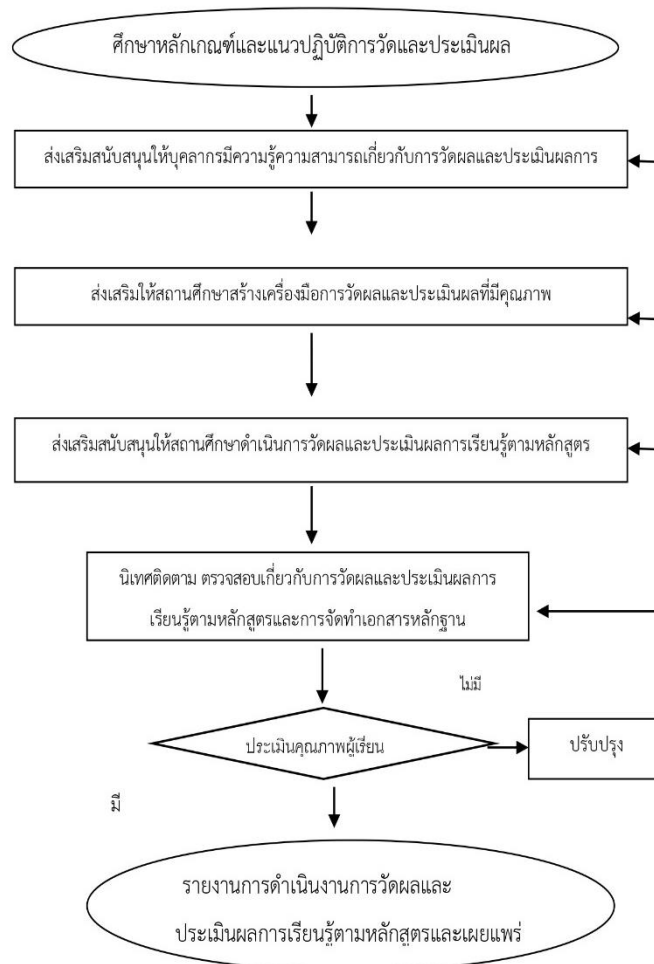 ศึกษาหลักเกณฑ์และแนวปฏิบัติการวัดและประเมินผล
ส่งเสริมสนับสนุนให้บุคลากรมีความรู้ความสามารถเกี่ยวกับการวัดผลและประเมินผลการ
ส่งเสริมให้สถานศึกษาสร้างเครื่องมือการวัดผลและประเมินผลที่มีคุณภาพ
ส่งเสริมสนับสนุนให้สถานศึกษาดำเนินการวัดผลและประเมินผลการเรียนรู้ตามหลักสูตร
นิเทศติดตาม ตรวจสอบเกี่ยวกับการวัดผลและประเมินผลการ
เรียนรู้ตามหลักสูตรและการจัดทำเอกสารหลักฐาน
ไม่มี
ประเมินคุณภาพผู้เรียน
ปรับปรุง
มี
รายงานการดำเนินงานการวัดผลและ
ประเมินผลการเรียนรู้ตามหลักสูตรและเผยแพร่